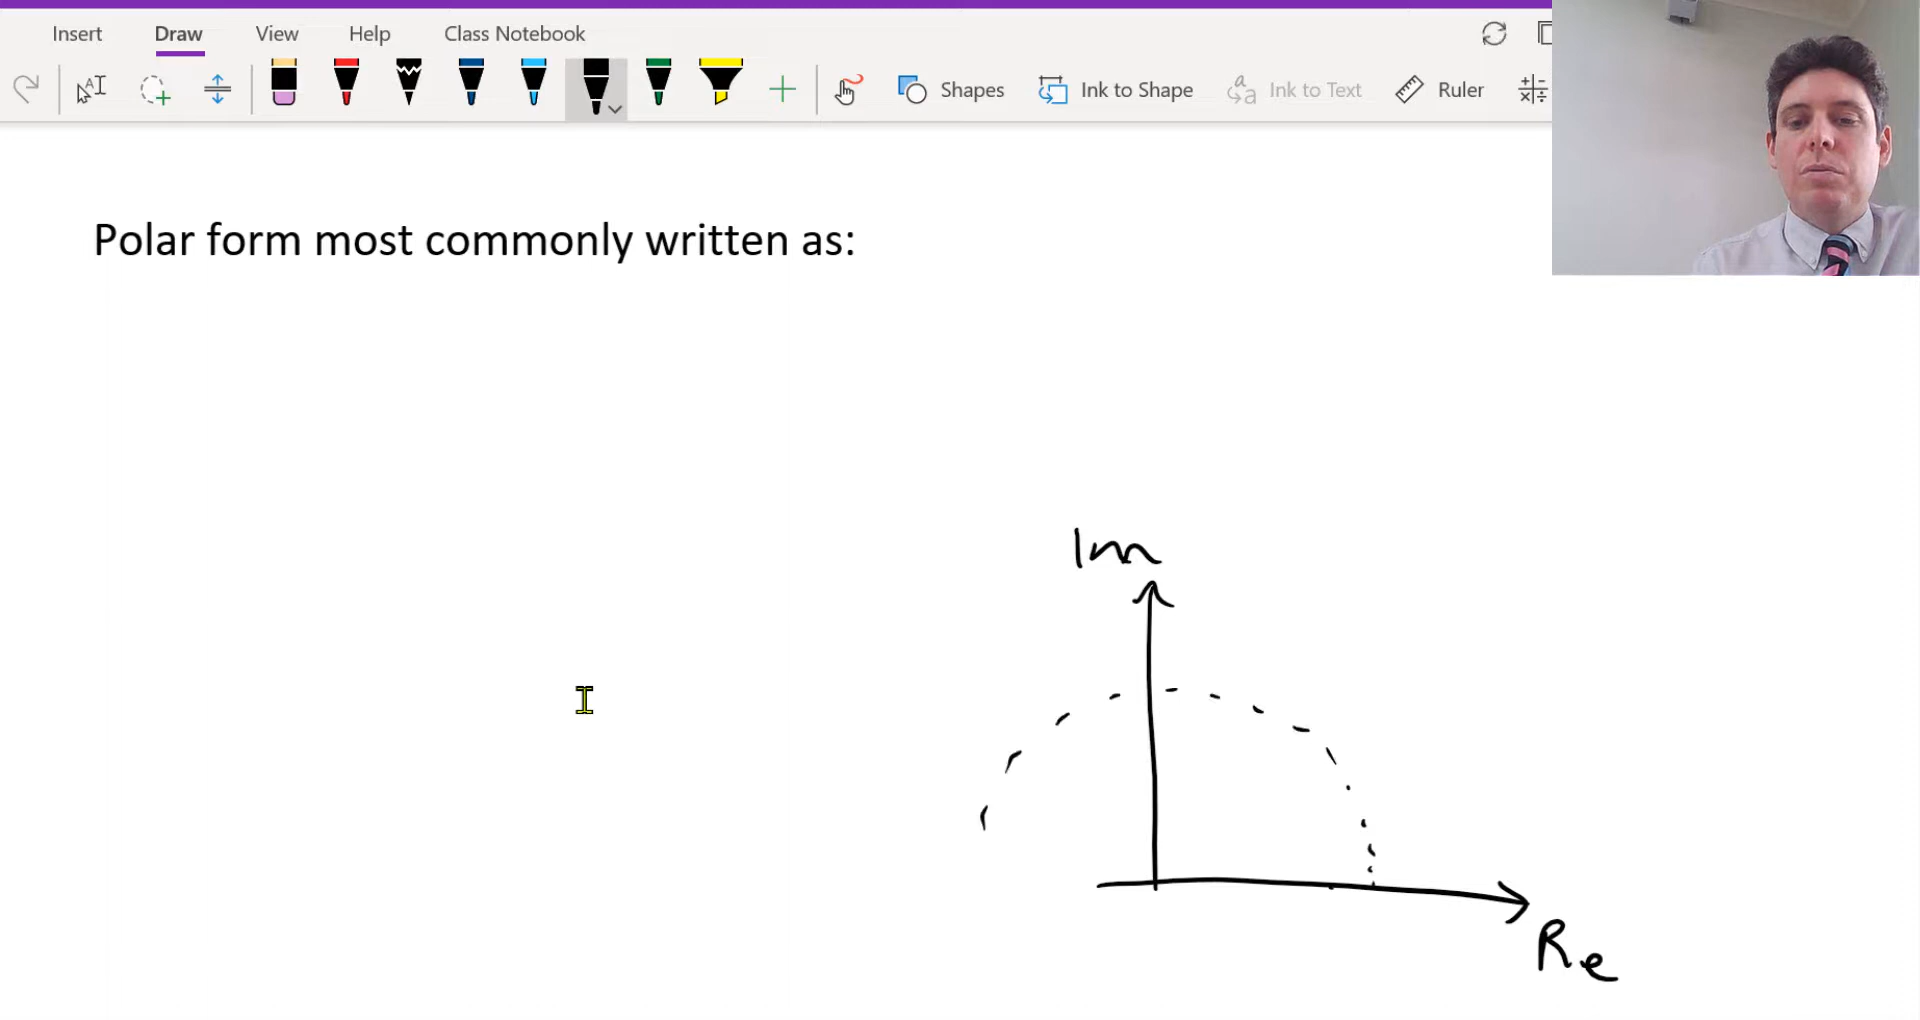 Insert Draw View Help Class Notebook
Shapes Ink to Shape Ink to Text Ruler
Polar form most commonly written as:
Im
Re